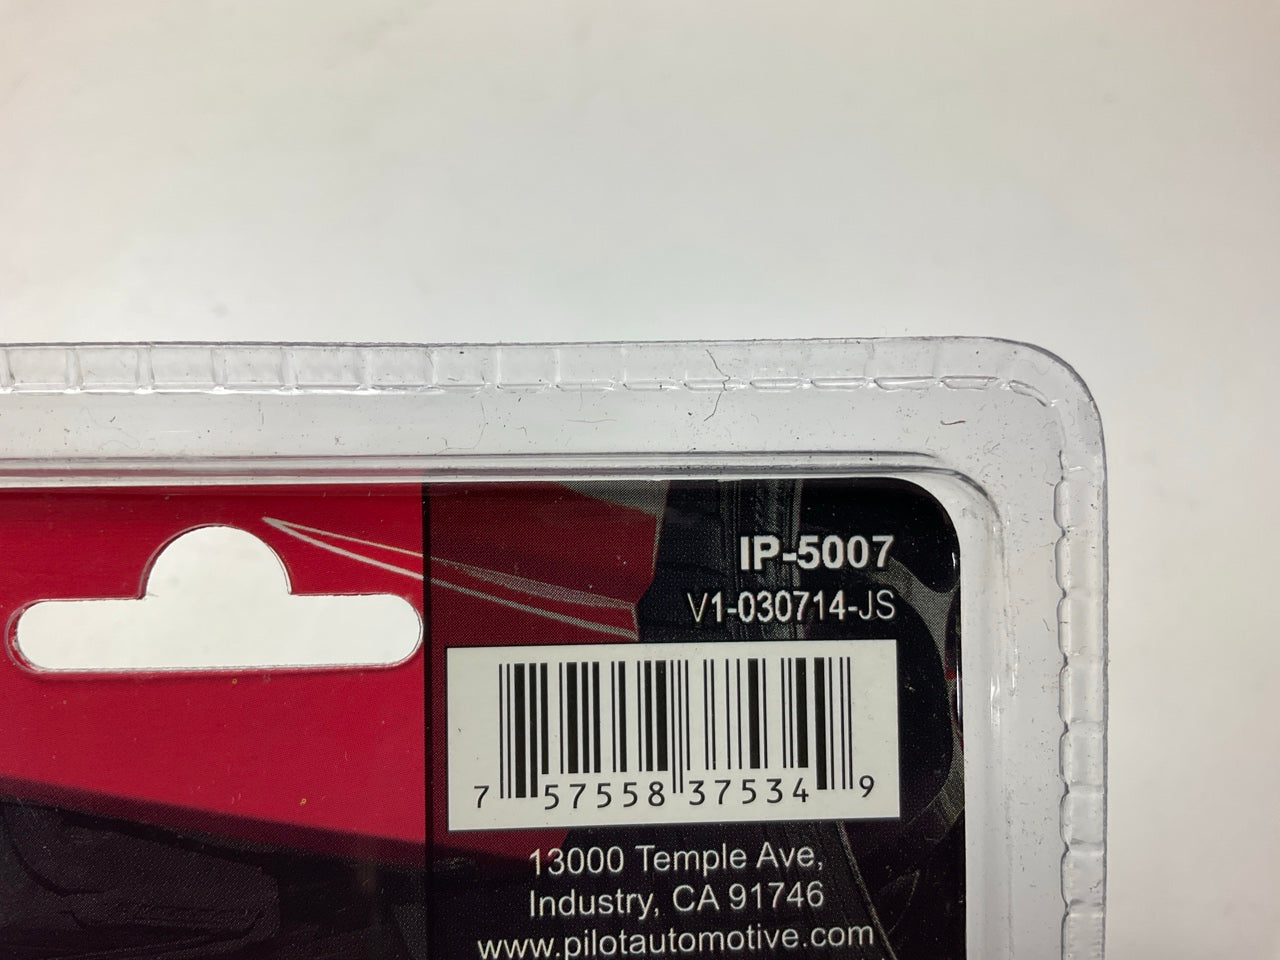 IP-5007
V1-030714-JS
7 57558 37534 9
13000 Temple Ave,
Industry, CA 91746
www.pilotautomotive.com